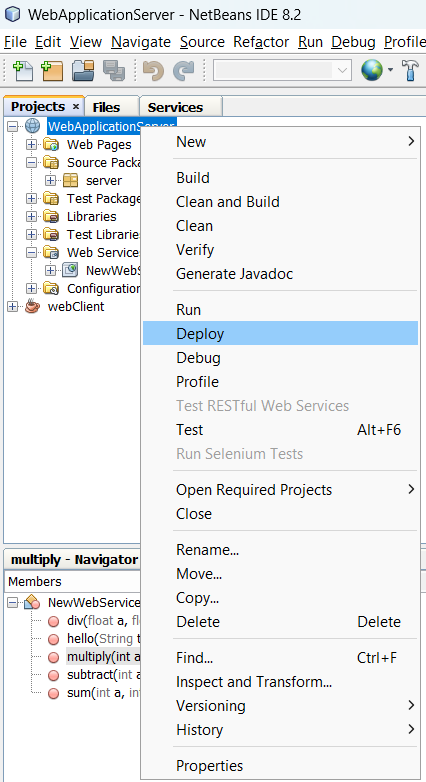 WebApplicationServer - NetBeans IDE 8.2
File Edit View Navigate Source Refactor Run Debug Profile
Projects × Files Services
WebApplicationServer
Web Pages
Source Packa
server
Test Package
Libraries
Test Libraries
Web Service
NewWebS
Configuration
webClient
New
Build
Clean and Build
Clean
Verify
Generate Javadoc
Run
Deploy
Debug
Profile
Test RESTful Web Services
Test Alt+F6
Run Selenium Tests
Open Required Projects
Close
Rename...
Move...
Copy...
Delete Delete
Find... Ctrl+F
Inspect and Transform...
Versioning
History
Properties
multiply - Navigator
Members
NewWebService
div(float a, fl
hello(String t
multiply(int a
subtract(int a
sum(int a, int